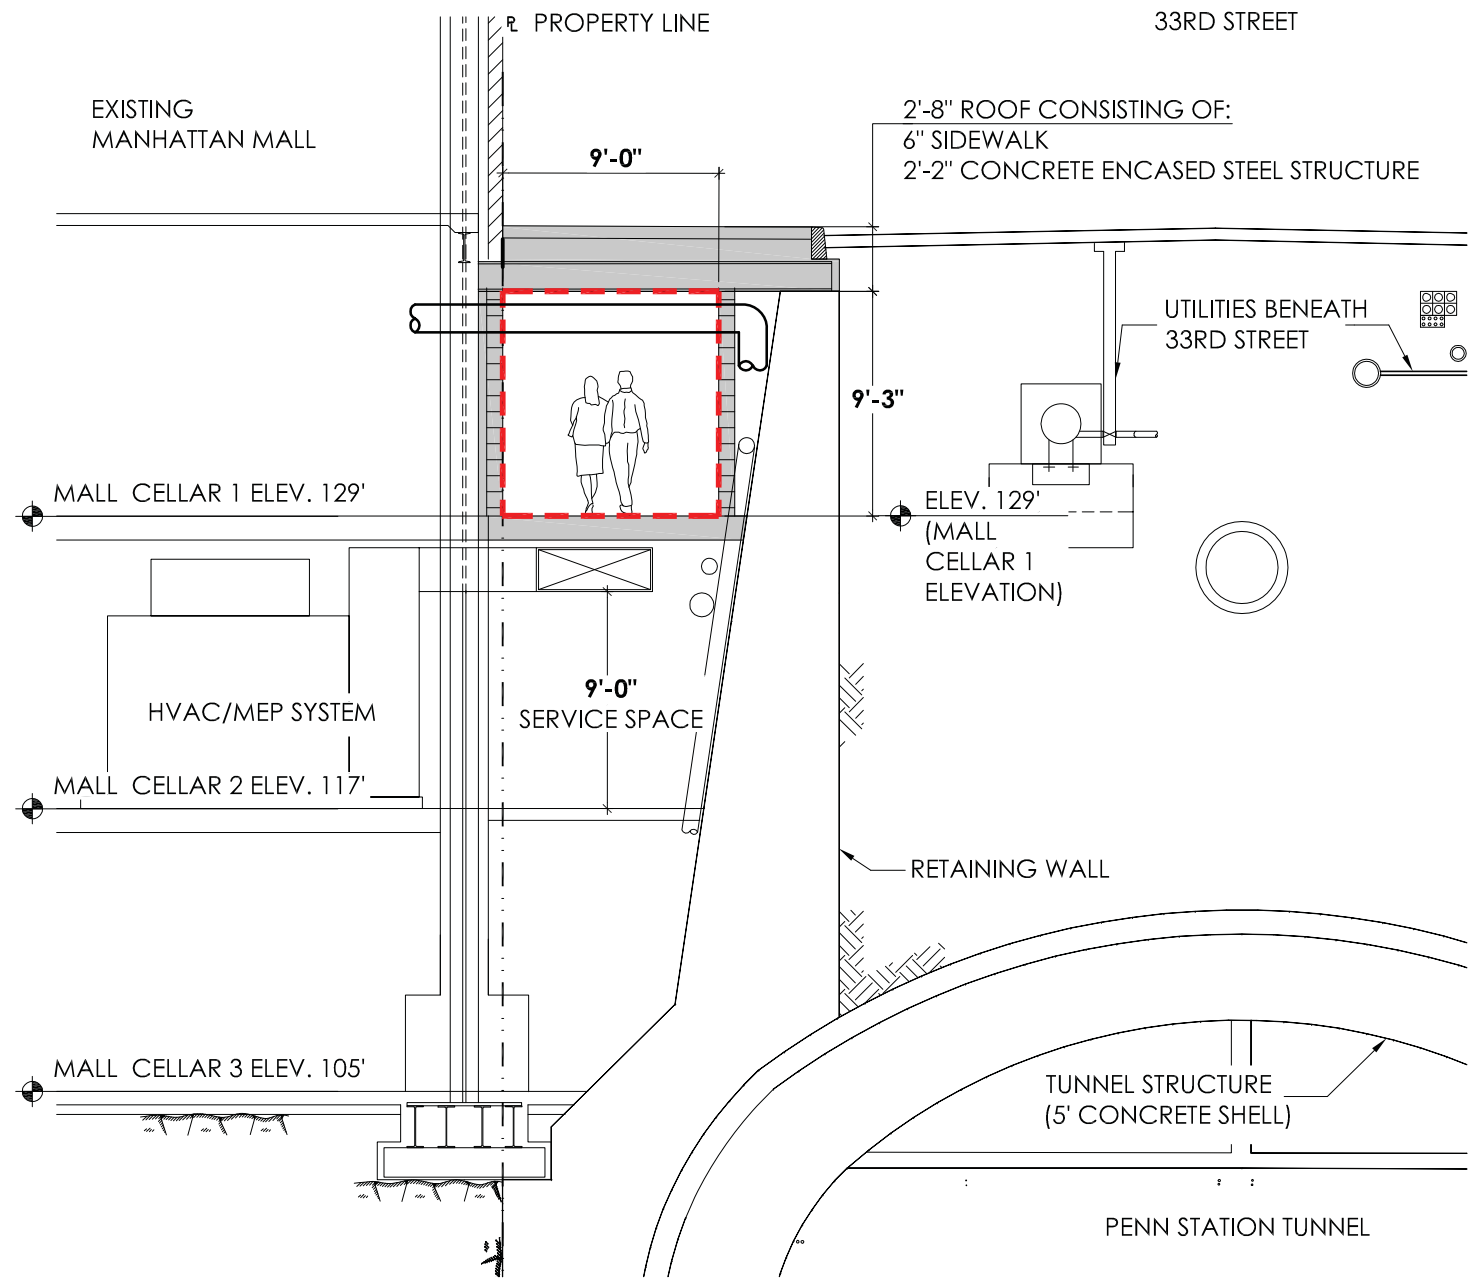 ℄ PROPERTY LINE
33RD STREET
EXISTING
MANHATTAN MALL
9'-0"
2'-8" ROOF CONSISTING OF:
6" SIDEWALK
2'-2" CONCRETE ENCASED STEEL STRUCTURE
UTILITIES BENEATH
33RD STREET
9'-3"
MALL CELLAR 1 ELEV. 129'
ELEV. 129'
(MALL
CELLAR 1
ELEVATION)
9'-0"
SERVICE SPACE
HVAC/MEP SYSTEM
MALL CELLAR 2 ELEV. 117'
RETAINING WALL
MALL CELLAR 3 ELEV. 105'
TUNNEL STRUCTURE
(5' CONCRETE SHELL)
PENN STATION TUNNEL